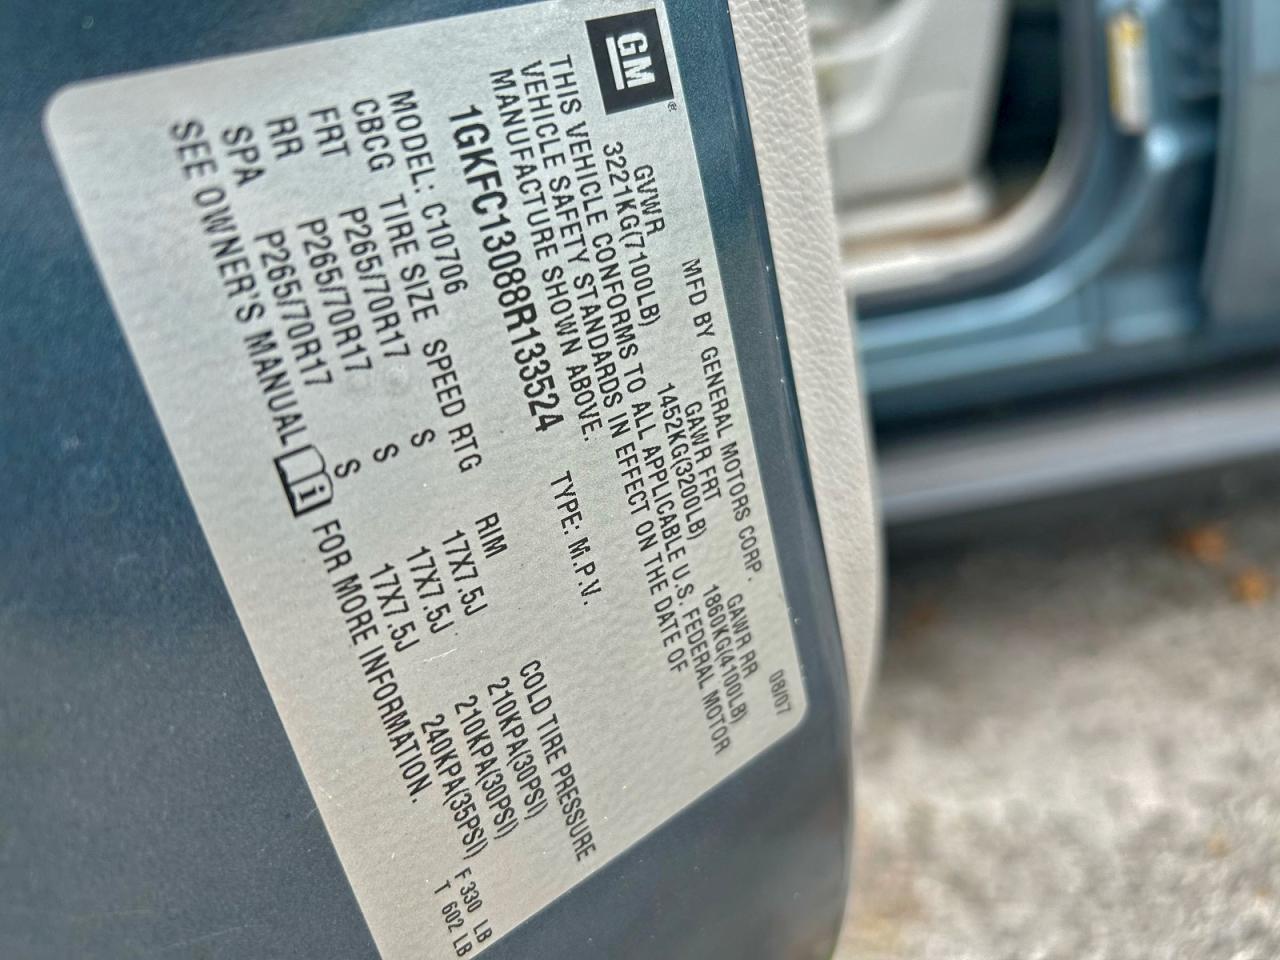 GM
MFD BY GENERAL MOTORS CORP. 08/07
GVWR GAWR FRT GAWR RR
3221KG(7100LB) 1452KG(3200LB) 1860KG(4100LB)
THIS VEHICLE CONFORMS TO ALL APPLICABLE U.S. FEDERAL MOTOR
VEHICLE SAFETY STANDARDS IN EFFECT ON THE DATE OF
MANUFACTURE SHOWN ABOVE.
1GKFC13088R133524 TYPE: M.P.V.
MODEL: C10706
CBCG TIRE SIZE SPEED RTG RIM COLD TIRE PRESSURE
FRT P265/70R17 S 17X7.5J 210KPA(30PSI)
RR P265/70R17 S 17X7.5J 210KPA(30PSI)
SPA P265/70R17 S 17X7.5J 240KPA(35PSI)
SEE OWNER'S MANUAL i FOR MORE INFORMATION.
F 330 LB
T 602 LB